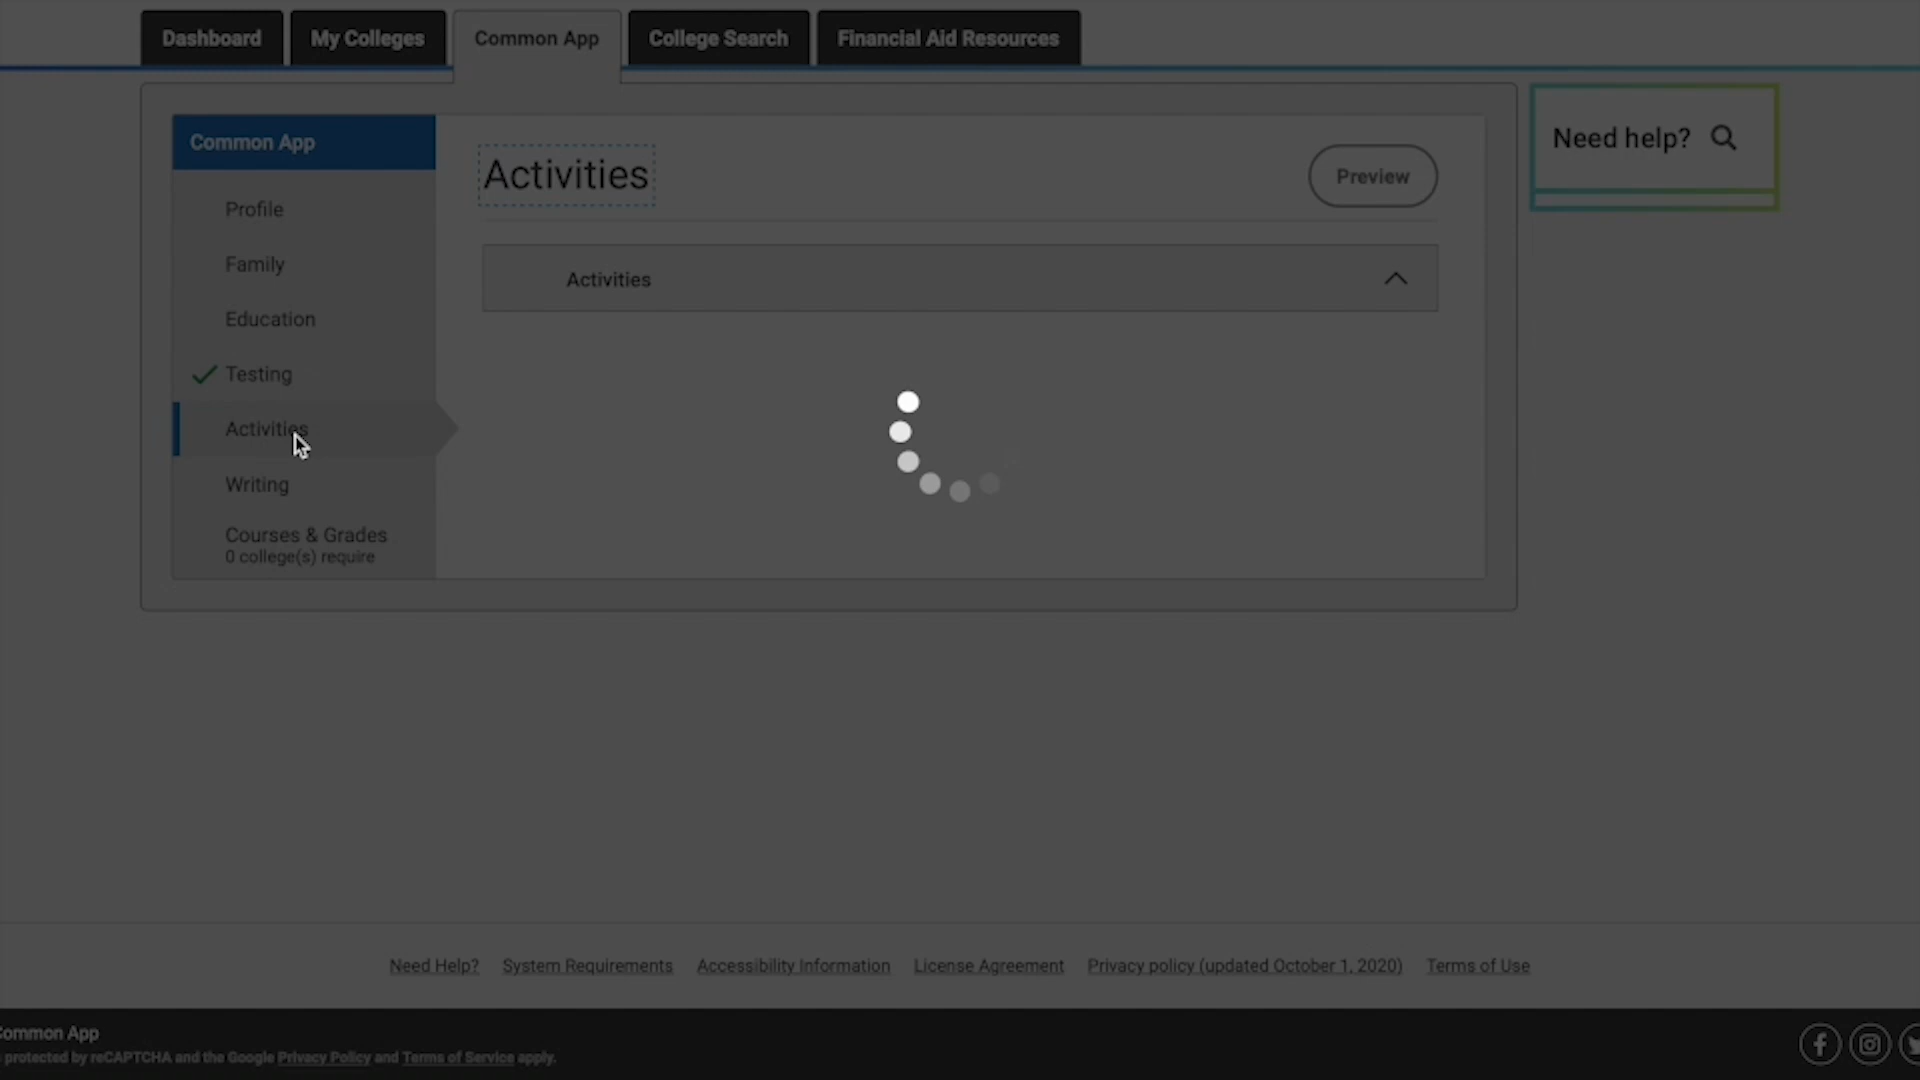 Dashboard
My Colleges
Common App
College Search
Financial Aid Resources
Common App
Profile
Family
Education
Testing
Activities
Writing
Courses & Grades
0 college(s) require
Activities
Preview
Activities
Need help?
Need Help?
System Requirements
Accessibility Information
License Agreement
Privacy policy (updated October 1, 2020)
Terms of Use
Common App
protected by reCAPTCHA and the Google Privacy Policy and Terms of Service apply.